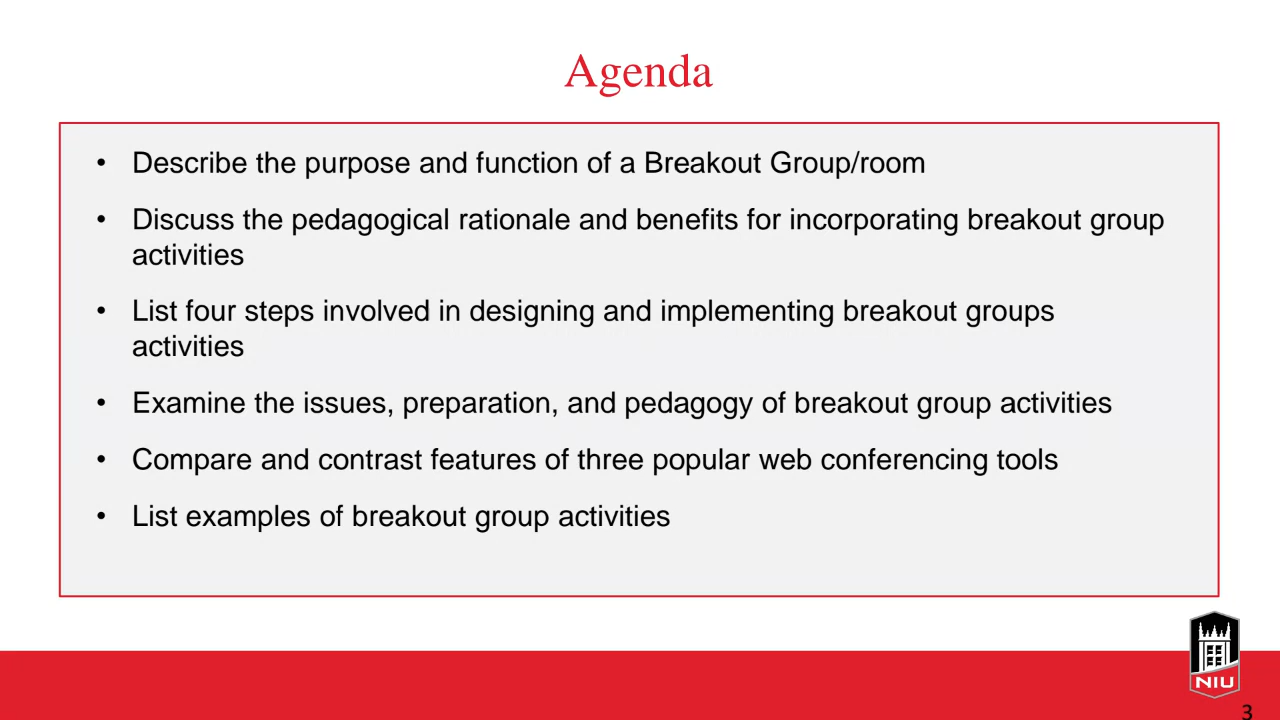 Agenda
• Describe the purpose and function of a Breakout Group/room
• Discuss the pedagogical rationale and benefits for incorporating breakout group
activities
• List four steps involved in designing and implementing breakout groups
activities
• Examine the issues, preparation, and pedagogy of breakout group activities
• Compare and contrast features of three popular web conferencing tools
• List examples of breakout group activities
NIU
3